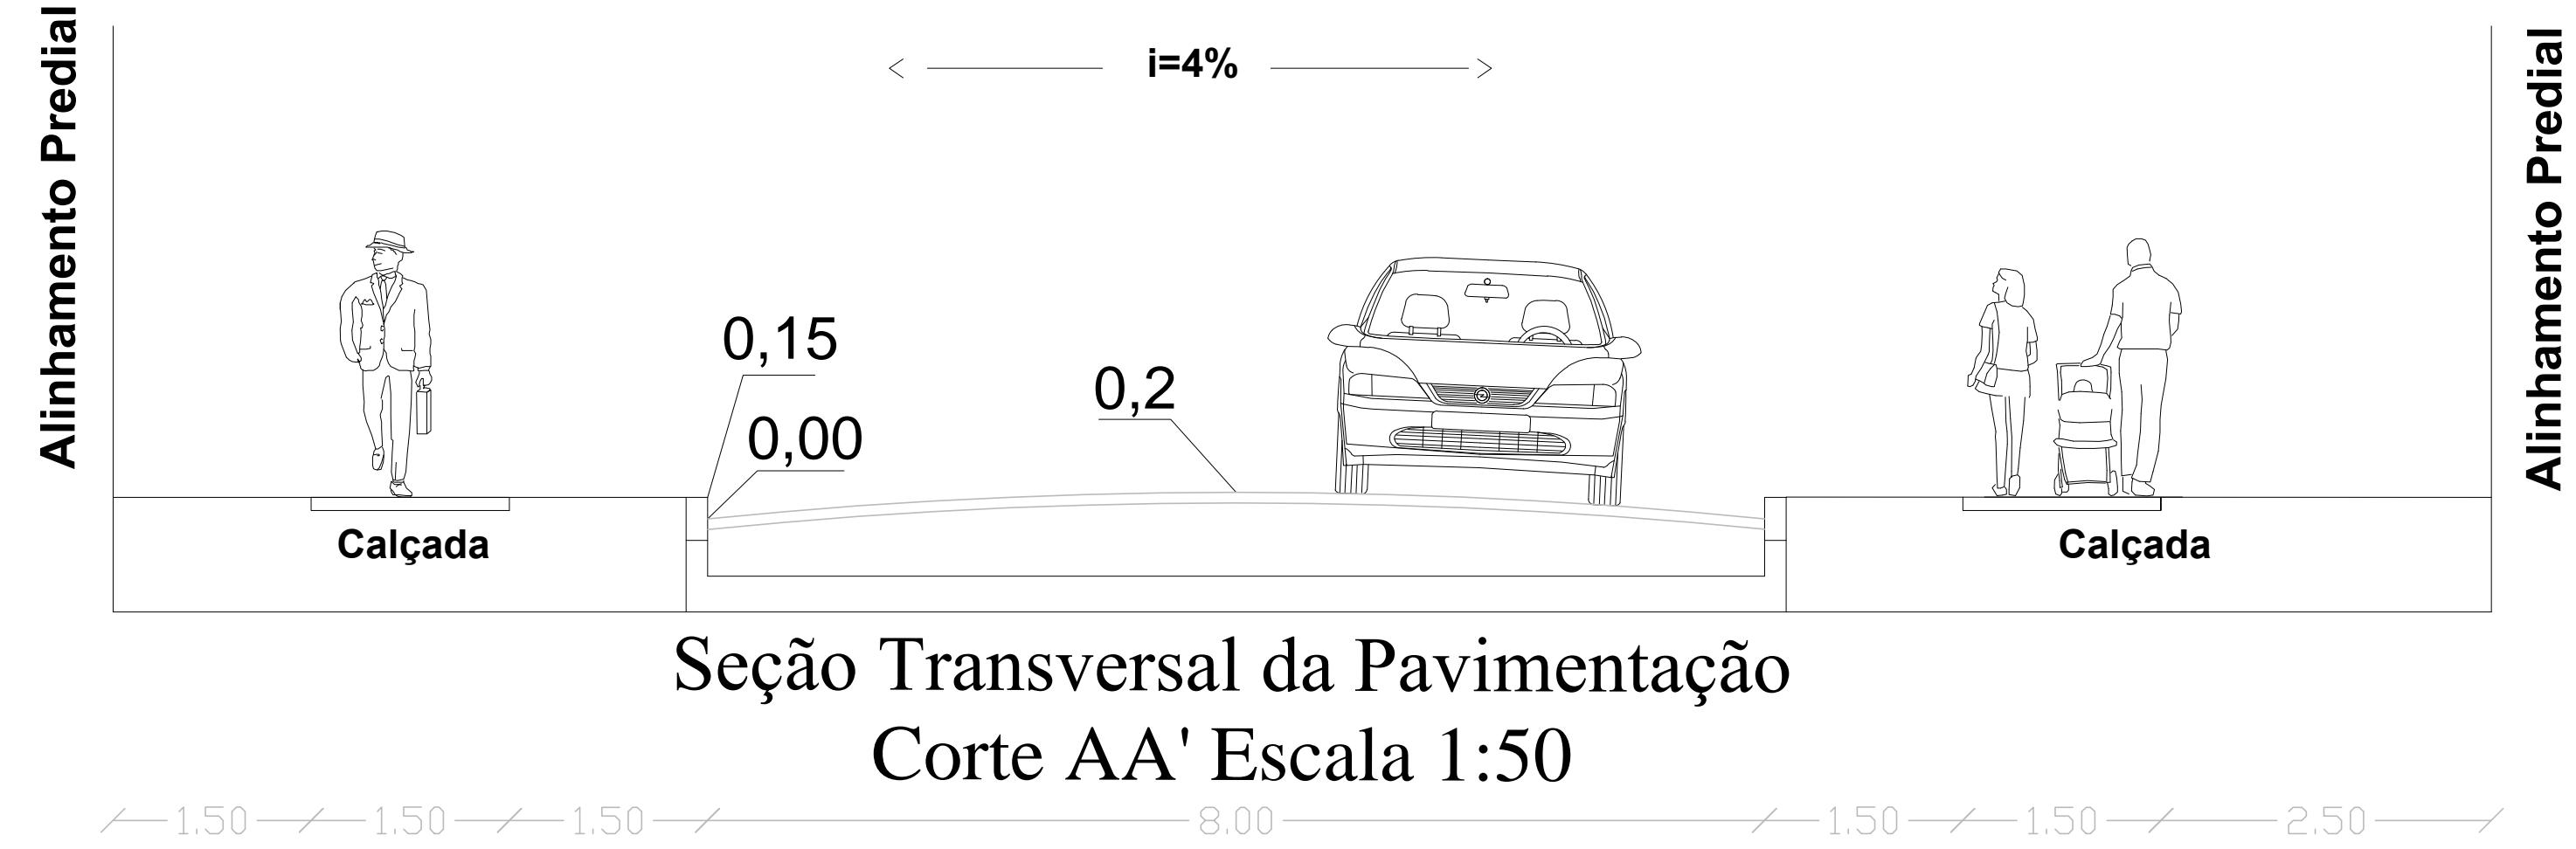 Alinhamento Predial
i=4%
Alinhamento Predial
0,15
0,2
0,00
Calçada
Calçada
Seção Transversal da Pavimentação
Corte AA' Escala 1:50
1.50
1.50
1.50
8.00
1.50
1.50
2.50